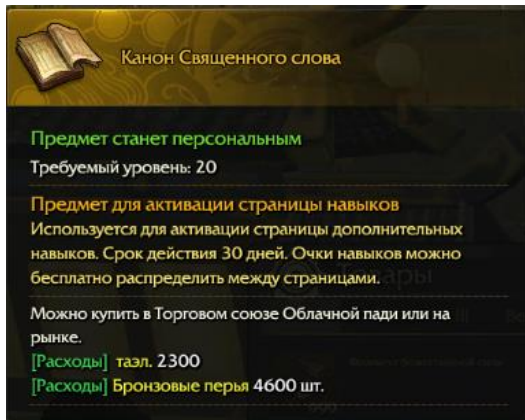 Канон Священного слова
Предмет станет персональным
Требуемый уровень: 20
Предмет для активации страницы навыков
Используется для активации страницы дополнительных
навыков. Срок действия 30 дней. Очки навыков можно
бесплатно распределить между страницами.
Можно купить в Торговом союзе Облачной пади или на
рынке.
[Расходы] таэл. 2300
[Расходы] Бронзовые перья 4600 шт.